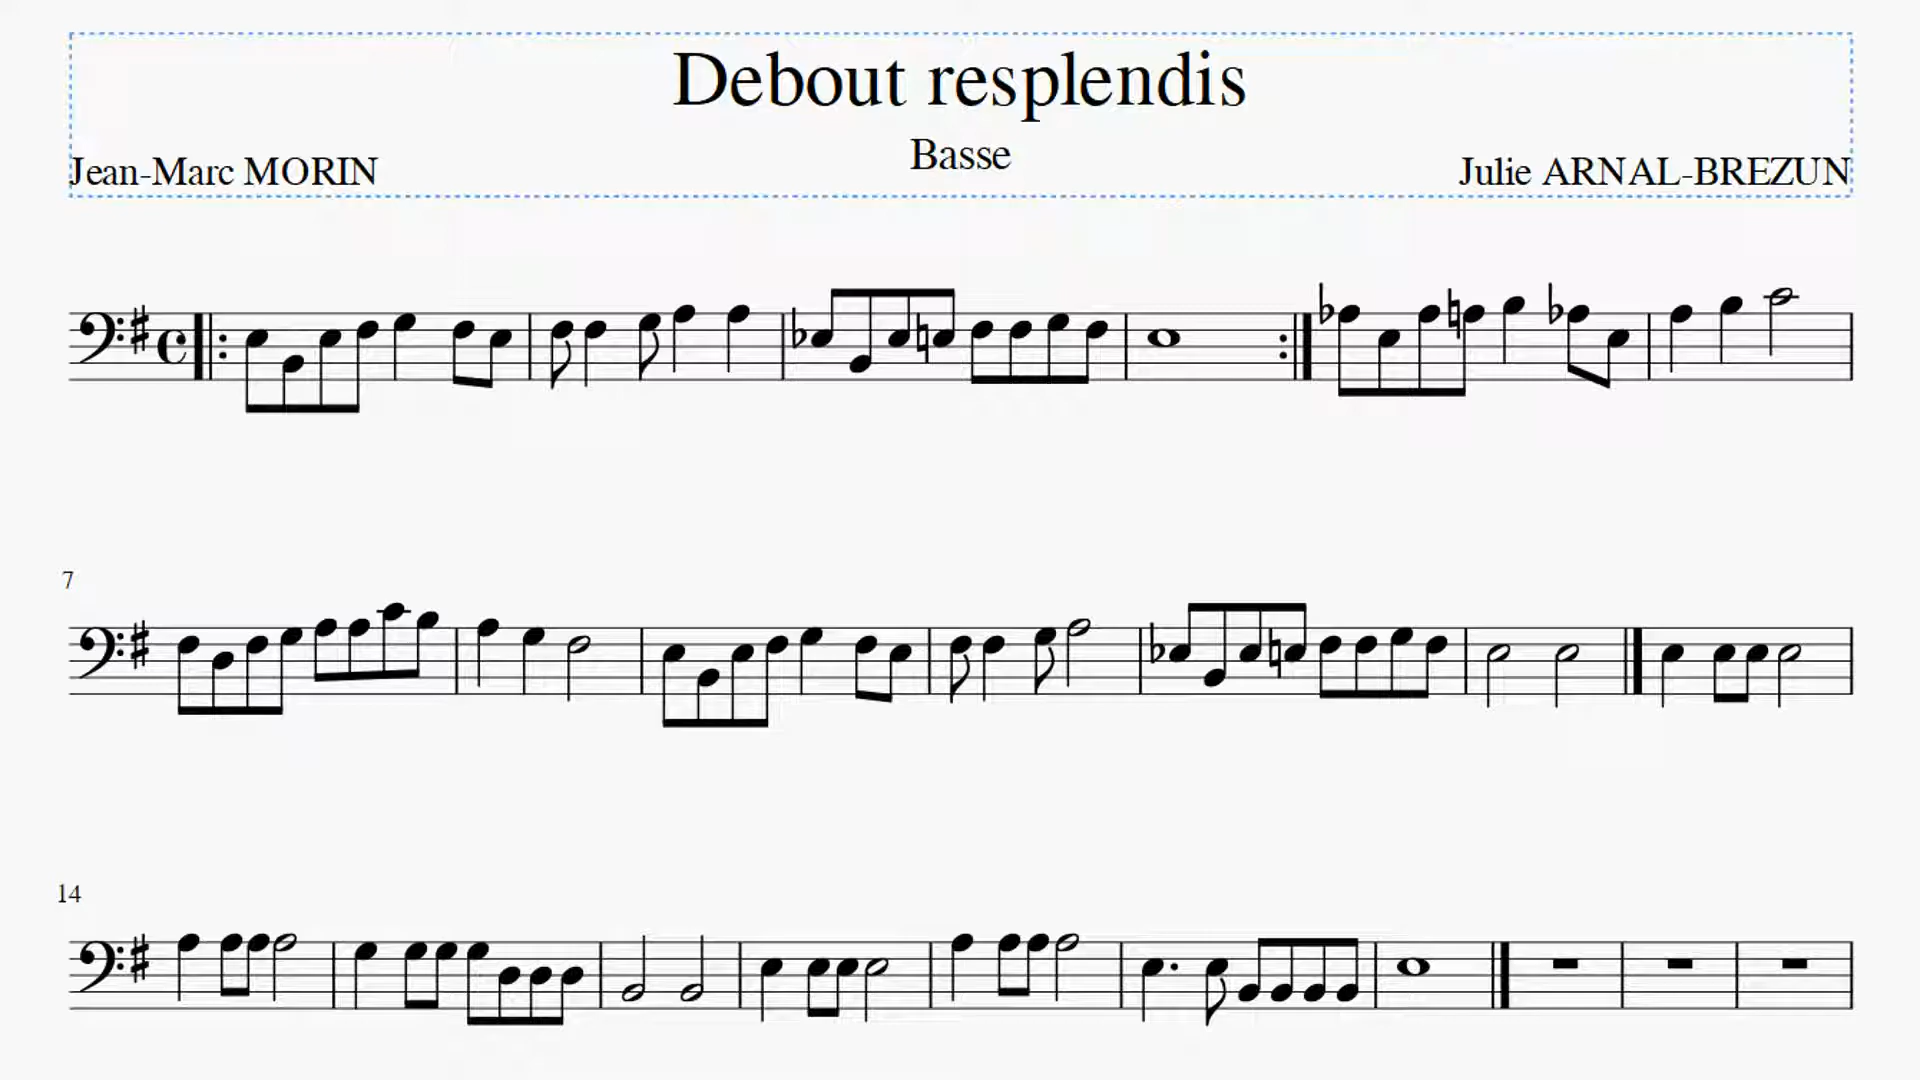 Debout resplendis
Basse
Jean-Marc MORIN
Julie ARNAL-BREZUN
7
14